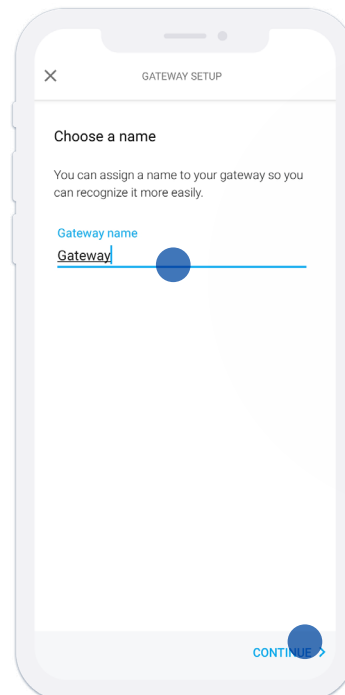 GATEWAY SETUP
Choose a name
You can assign a name to your gateway so you
can recognize it more easily.
Gateway name
Gateway
CONTINUE